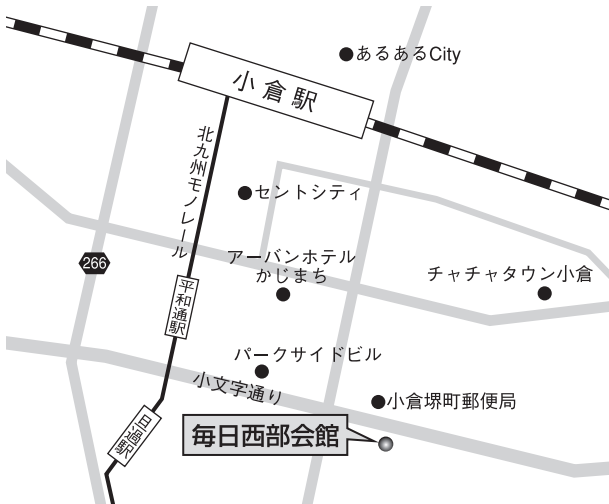 あるあるCity
小倉駅
北九州モノレール
セントシティ
アーバンホテル
かじまち
266
チャチャタウン小倉
平和通駅
パークサイドビル
小文字通り
小倉堺町郵便局
旦過駅
毎日西部会館